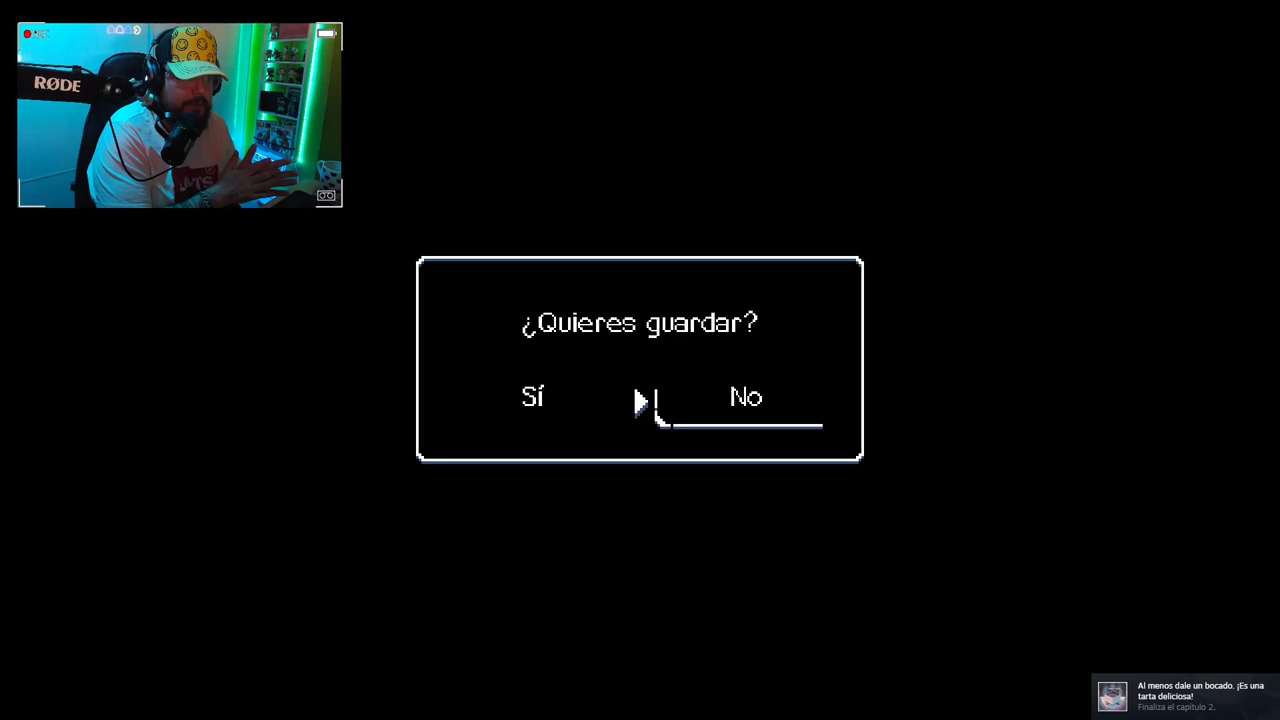 RØDE
¿Quieres guardar?
Sí No
Al menos dale un bocado. ¡Es una
tarta deliciosa!
Finaliza el capítulo 2.